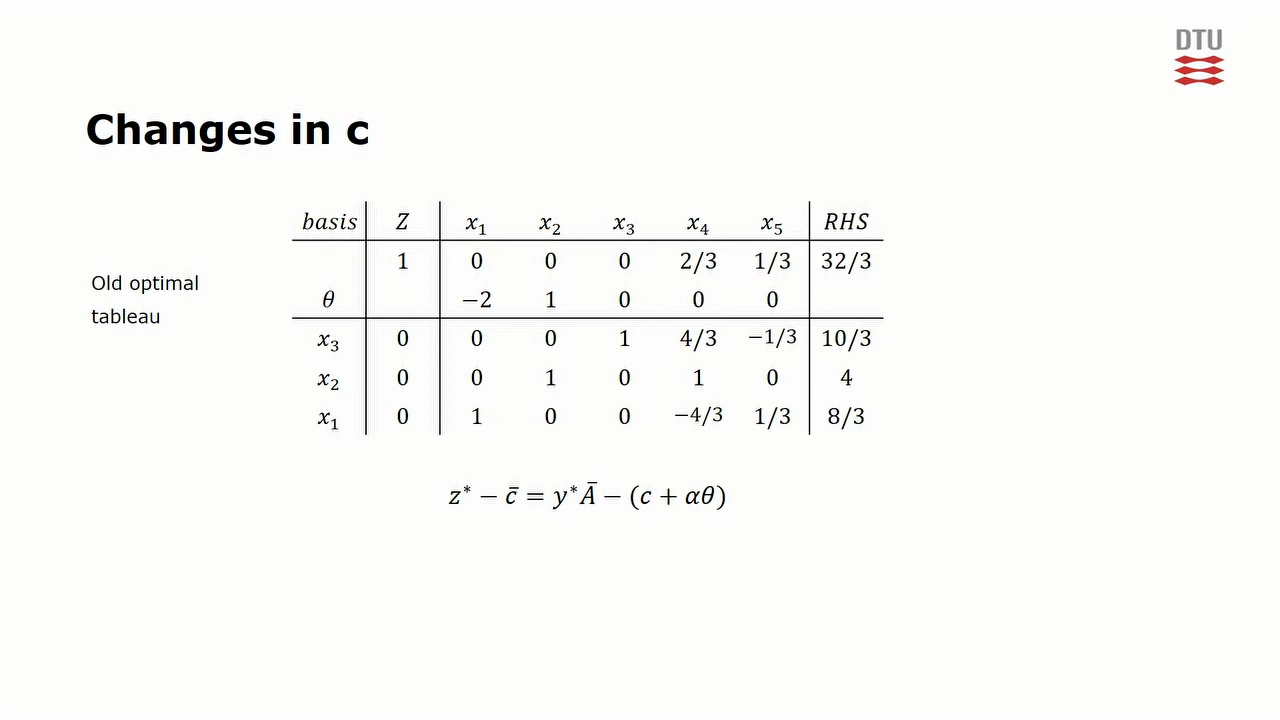 DTU
Changes in c
basis Z x₁ x₂ x₃ x₄ x₅ RHS
1 0 0 0 2/3 1/3 32/3
Old optimal
tableau
θ −2 1 0 0 0
x₃ 0 0 0 1 4/3 −1/3 10/3
x₂ 0 0 1 0 1 0 4
x₁ 0 1 0 0 −4/3 1/3 8/3
z* − c̄ = y*Ā − (c + αθ)